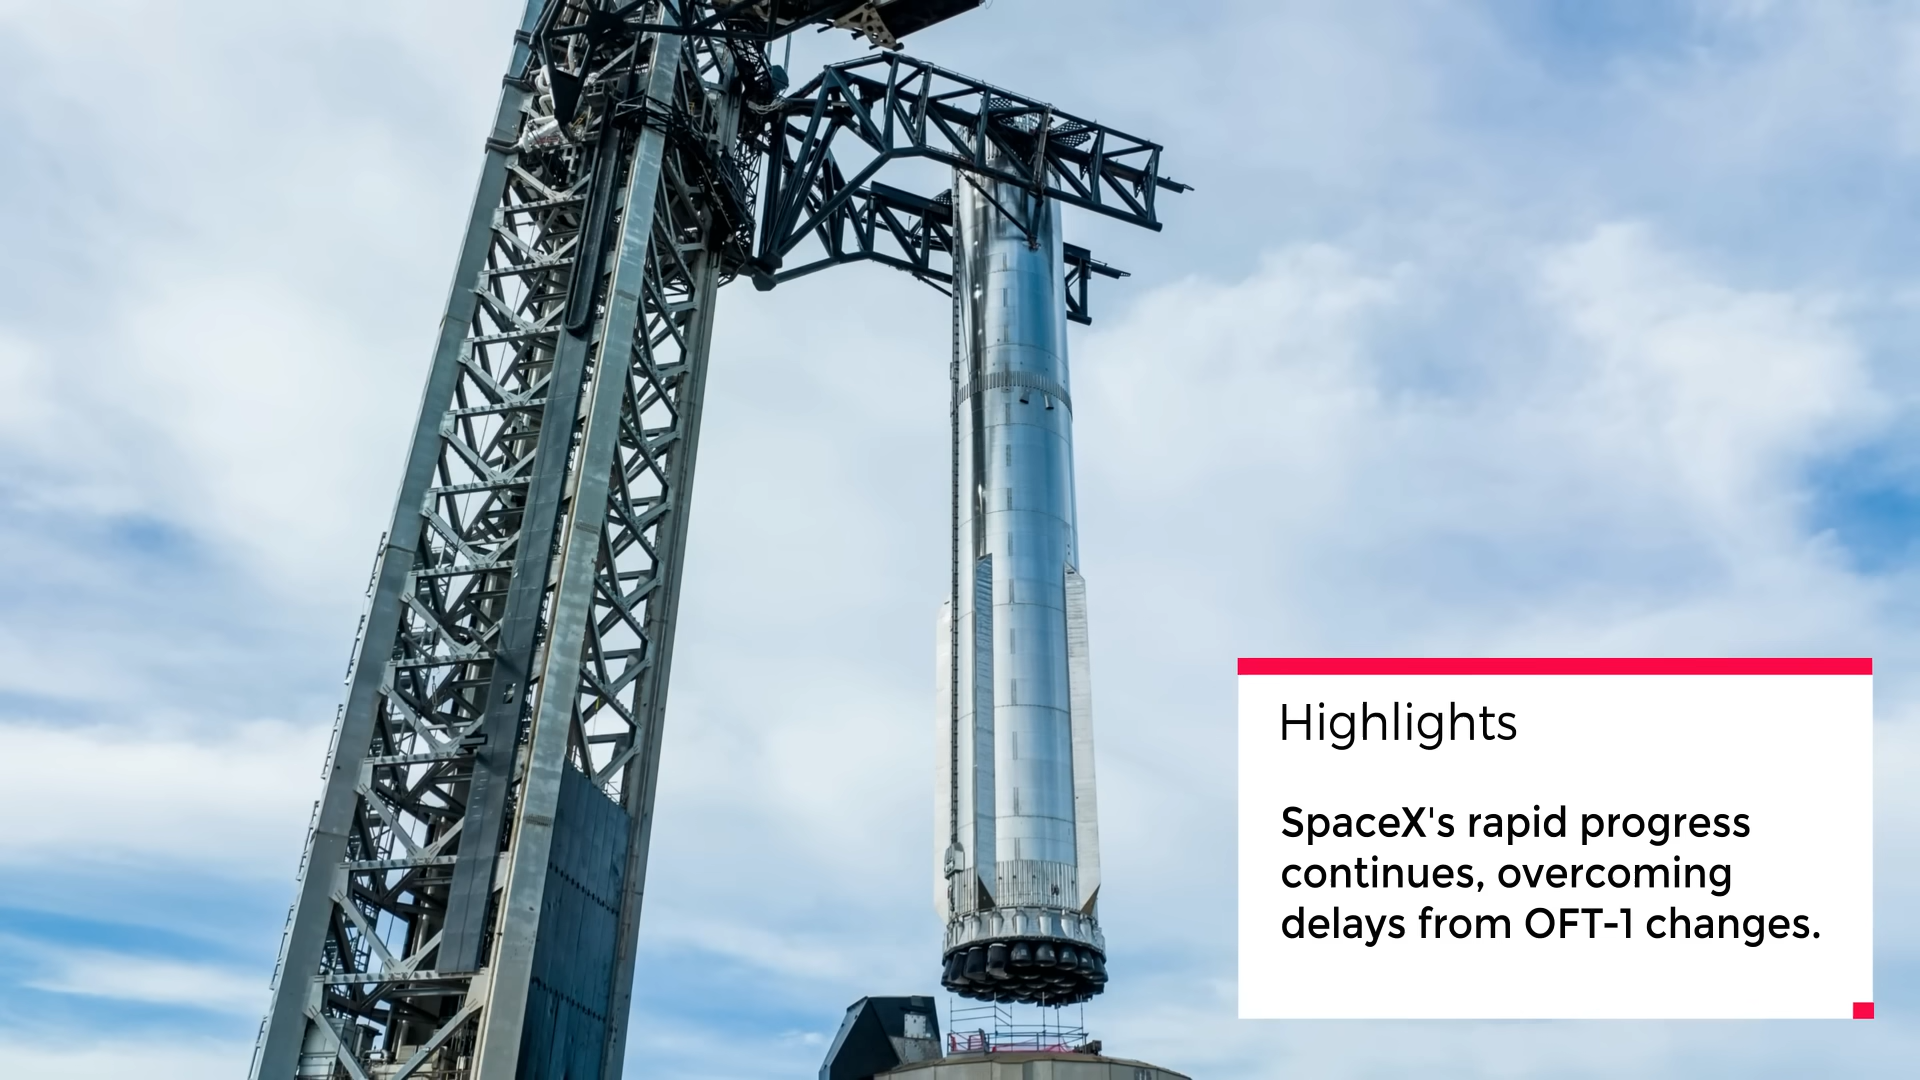 Highlights
SpaceX's rapid progress
continues, overcoming
delays from OFT-1 changes.